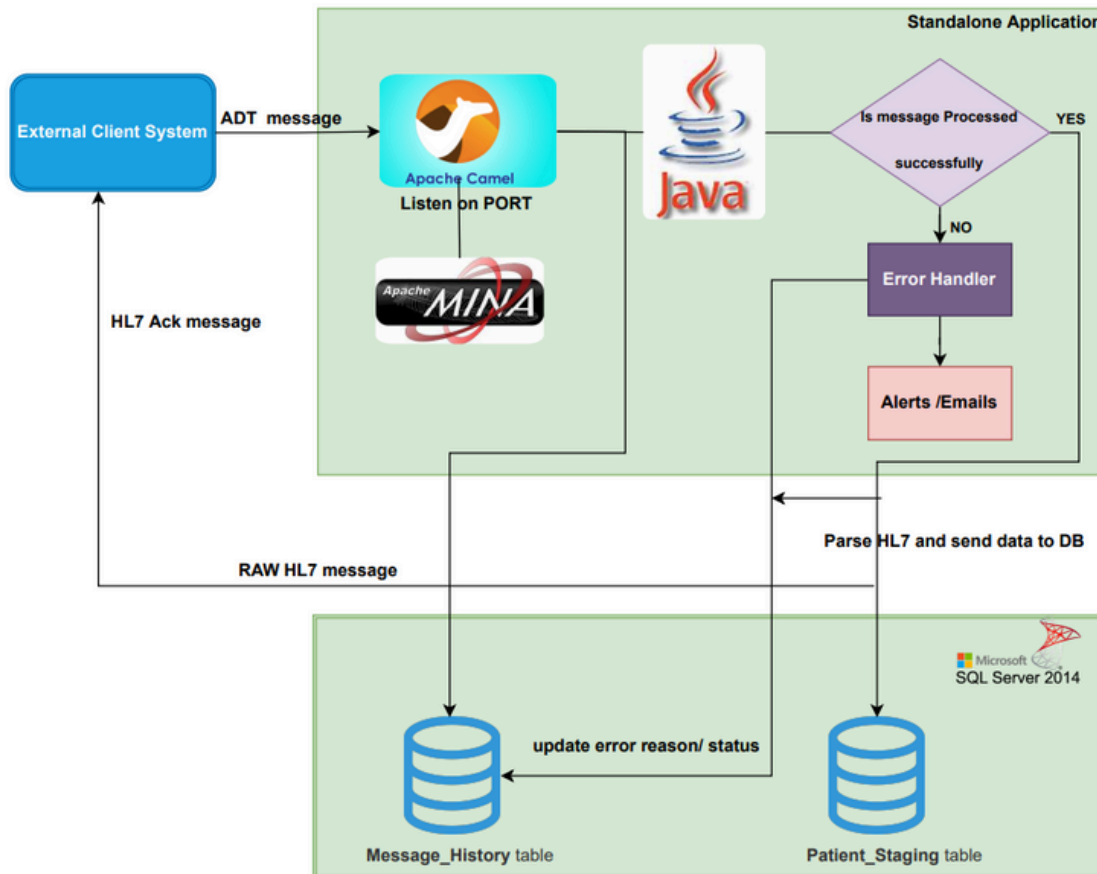 Standalone Application
External Client System
ADT message
Apache Camel
Listen on PORT
Apache
MINA
Java
Is message Processed
successfully
YES
NO
Error Handler
Alerts /Emails
HL7 Ack message
Parse HL7 and send data to DB
RAW HL7 message
Microsoft
SQL Server 2014
update error reason/ status
Message_History table
Patient_Staging table